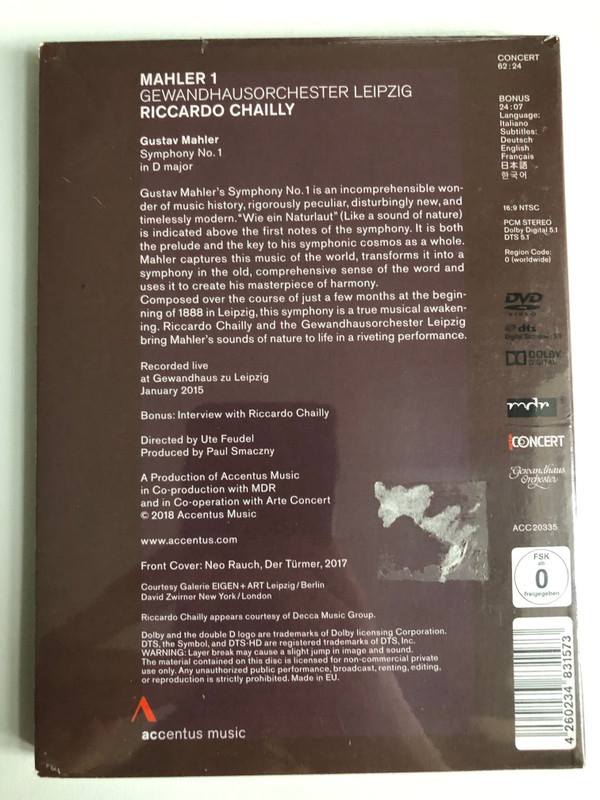 MAHLER 1
GEWANDHAUSORCHESTER LEIPZIG
RICCARDO CHAILLY
Gustav Mahler
Symphony No. 1
in D major
Gustav Mahler's Symphony No. 1 is an incomprehensible won-
der of music history, rigorously peculiar, disturbingly new, and
timelessly modern. "Wie ein Naturlaut" (Like a sound of nature)
is indicated above the first notes of the symphony. It is both
the prelude and the key to his symphonic cosmos as a whole.
Mahler captures this music of the world, transforms it into a
symphony in the old, comprehensive sense of the word and
uses it to create his masterpiece of harmony.
Composed over the course of just a few months at the begin-
ning of 1888 in Leipzig, this symphony is a true musical awaken-
ing. Riccardo Chailly and the Gewandhausorchester Leipzig
bring Mahler's sounds of nature to life in a riveting performance.
Recorded live
at Gewandhaus zu Leipzig
January 2015
Bonus: Interview with Riccardo Chailly
Directed by Ute Feudel
Produced by Paul Smaczny
A Production of Accentus Music
in Co-production with MDR
and in Co-operation with Arte Concert
© 2018 Accentus Music
www.accentus.com
Front Cover: Neo Rauch, Der Türmer, 2017
Courtesy Galerie EIGEN + ART Leipzig / Berlin
David Zwirner New York / London
Riccardo Chailly appears courtesy of Decca Music Group.
Dolby and the double D logo are trademarks of Dolby licensing Corporation.
DTS, the Symbol, and DTS-HD are registered trademarks of DTS, Inc.
WARNING: Layer break may cause a slight jump in image and sound.
The material contained on this disc is licensed for non-commercial private
use only. Any unauthorized public performance, broadcast, renting, editing,
or reproduction is strictly prohibited. Made in EU.
accentus music
CONCERT
62:24
BONUS
24:07
Language:
Italiano
Subtitles:
Deutsch
English
Français
日本語
한국어
16:9 NTSC
PCM STEREO
Dolby Digital 5.1
DTS 5.1
Region Code:
0 (worldwide)
DVD
VIDEO
dts
DOLBY
DIGITAL
mdr
CONCERT
Gewandhaus
Orchester
ACC 20335
FSK
ab
0
freigegeben
4 260234 831573